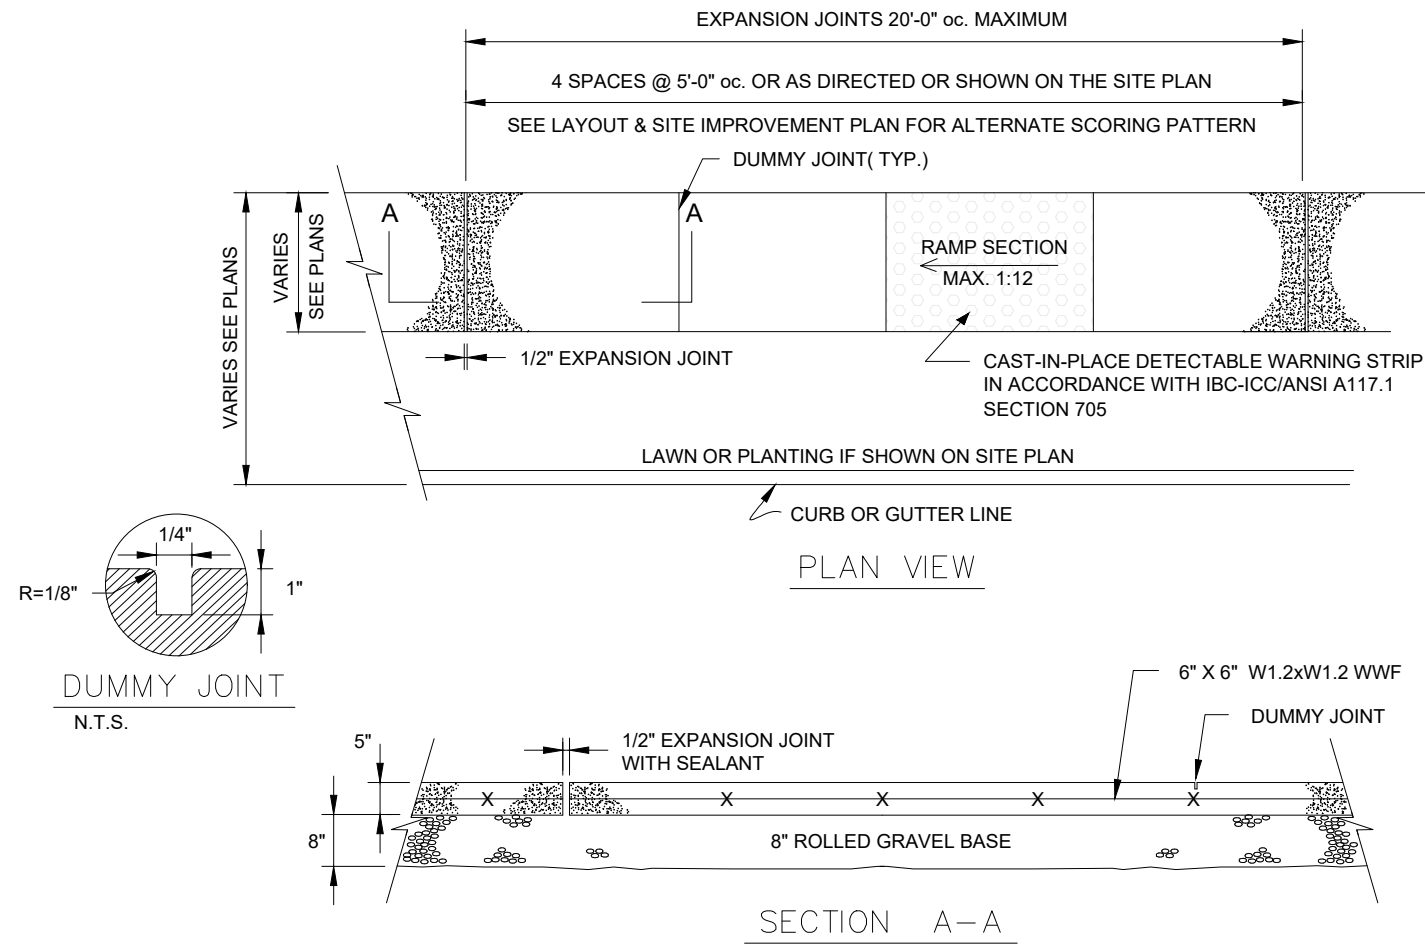 EXPANSION JOINTS 20'-0" oc. MAXIMUM
4 SPACES @ 5'-0" oc. OR AS DIRECTED OR SHOWN ON THE SITE PLAN
SEE LAYOUT & SITE IMPROVEMENT PLAN FOR ALTERNATE SCORING PATTERN
DUMMY JOINT( TYP.)
A
A
VARIES SEE PLANS
VARIES
SEE PLANS
RAMP SECTION
MAX. 1:12
1/2" EXPANSION JOINT
CAST-IN-PLACE DETECTABLE WARNING STRIP
IN ACCORDANCE WITH IBC-ICC/ANSI A117.1
SECTION 705
LAWN OR PLANTING IF SHOWN ON SITE PLAN
CURB OR GUTTER LINE
PLAN VIEW
1/4"
R=1/8"
1"
DUMMY JOINT
N.T.S.
6" X 6" W1.2xW1.2 WWF
DUMMY JOINT
5"
1/2" EXPANSION JOINT
WITH SEALANT
X X X X X
8"
8" ROLLED GRAVEL BASE
SECTION A-A